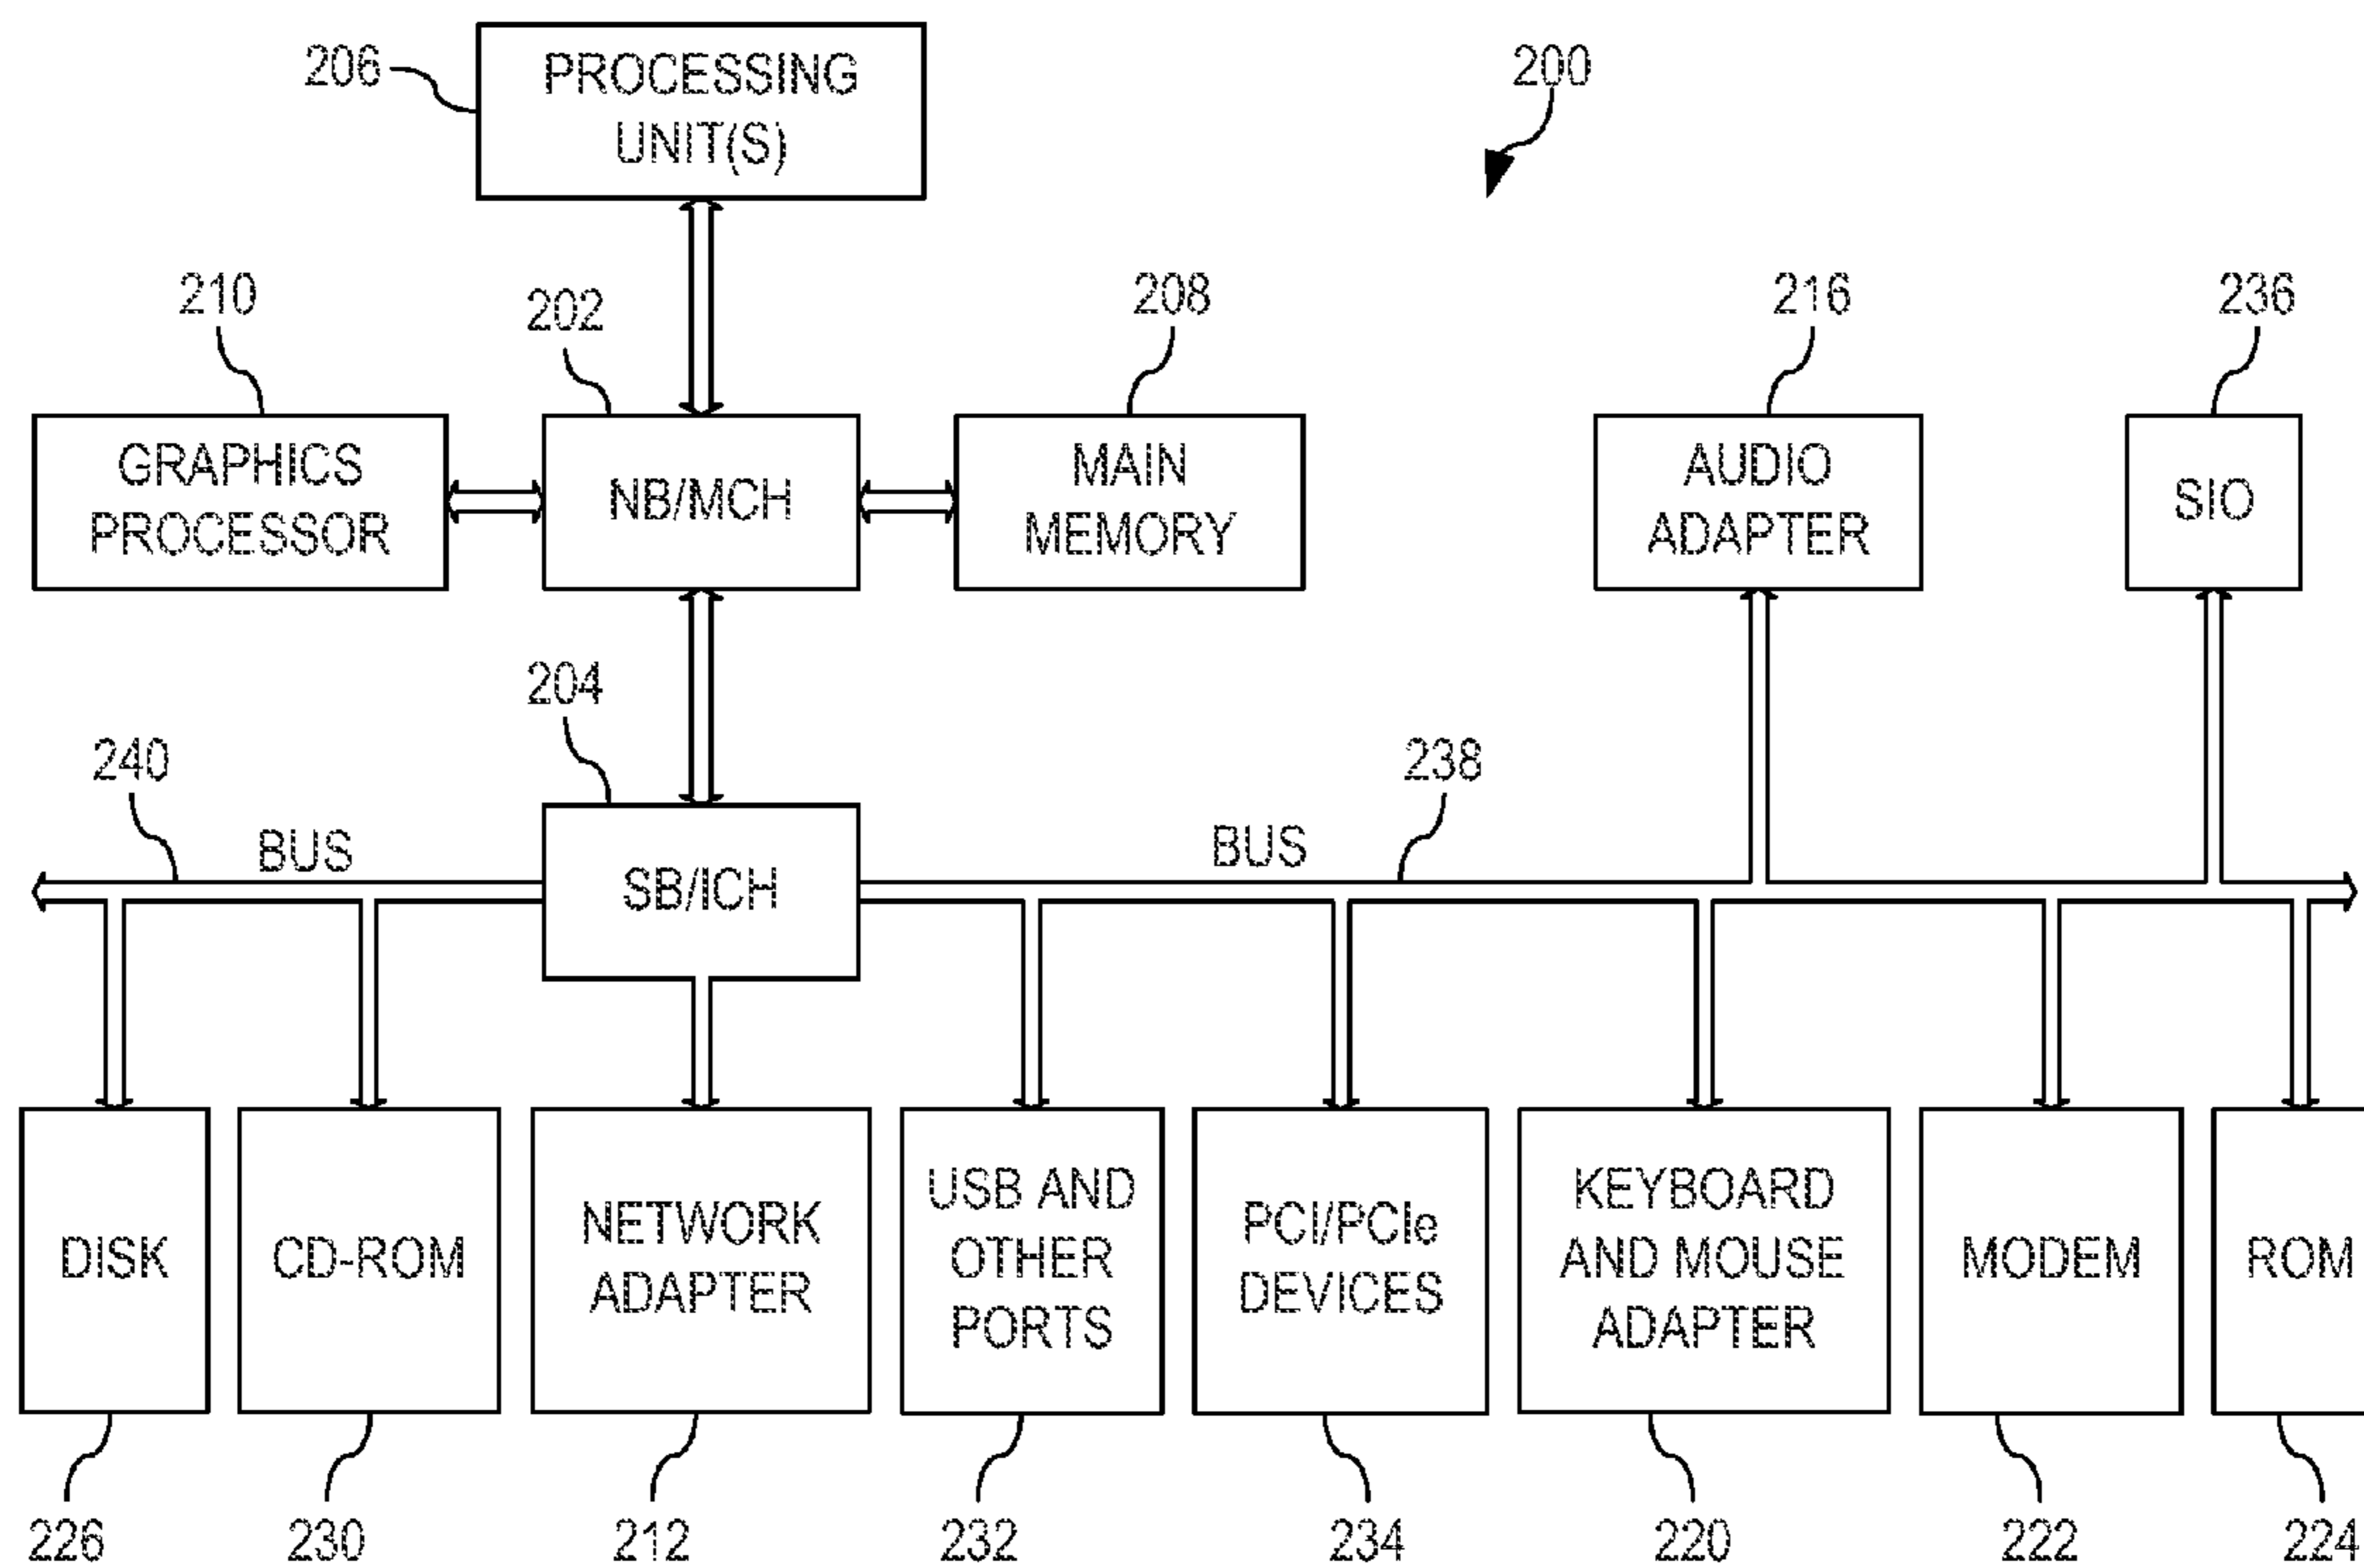 206
PROCESSING
UNIT(S)
200
210
202
208
216
236
GRAPHICS
PROCESSOR
NB/MCH
MAIN
MEMORY
AUDIO
ADAPTER
SIO
204
240
238
BUS
BUS
SB/ICH
DISK
CD-ROM
NETWORK
ADAPTER
USB AND
OTHER
PORTS
PCI/PCIe
DEVICES
KEYBOARD
AND MOUSE
ADAPTER
MODEM
ROM
226
230
212
232
234
220
222
224